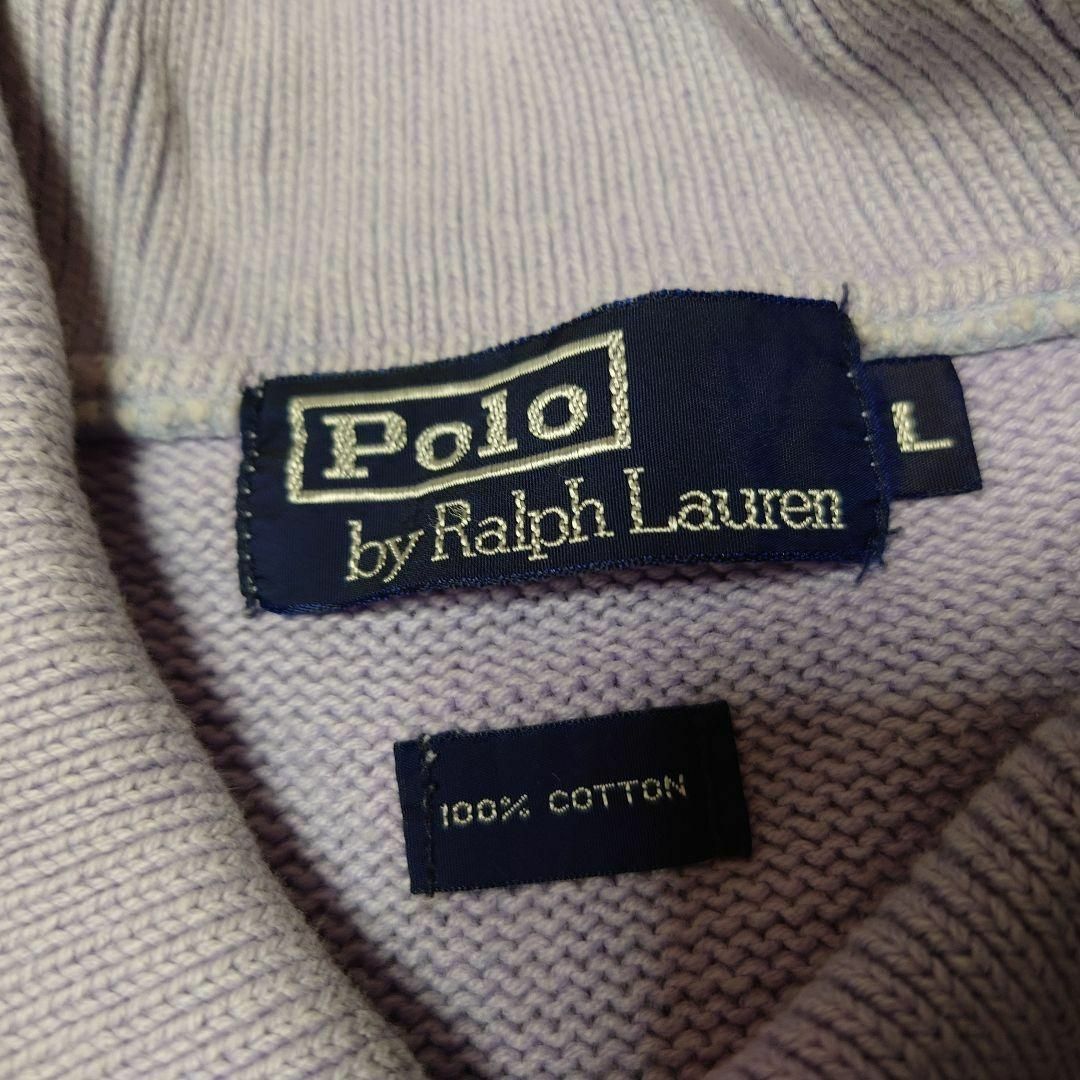 Polo
by Ralph Lauren
L
100% COTTON